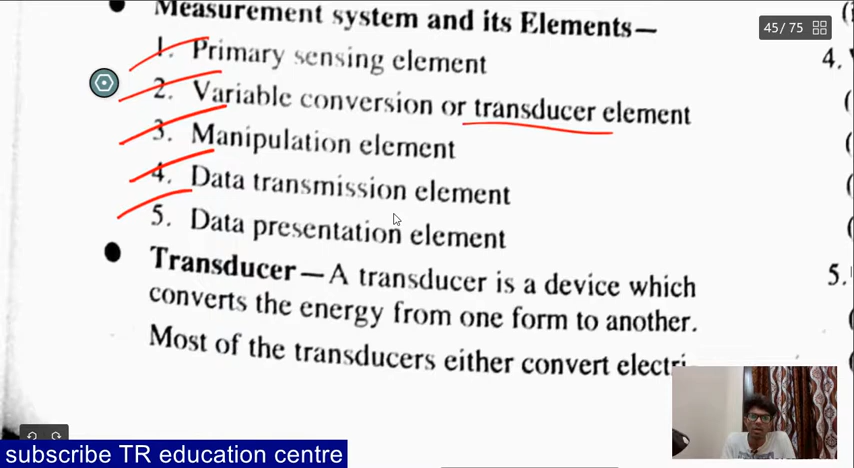 Measurement system and its Elements—
45/ 75
1. Primary sensing element
4.
2. Variable conversion or transducer element
3. Manipulation element
4. Data transmission element
5. Data presentation element
Transducer — A transducer is a device which
5.
converts the energy from one form to another.
Most of the transducers either convert electri-
subscribe TR education centre